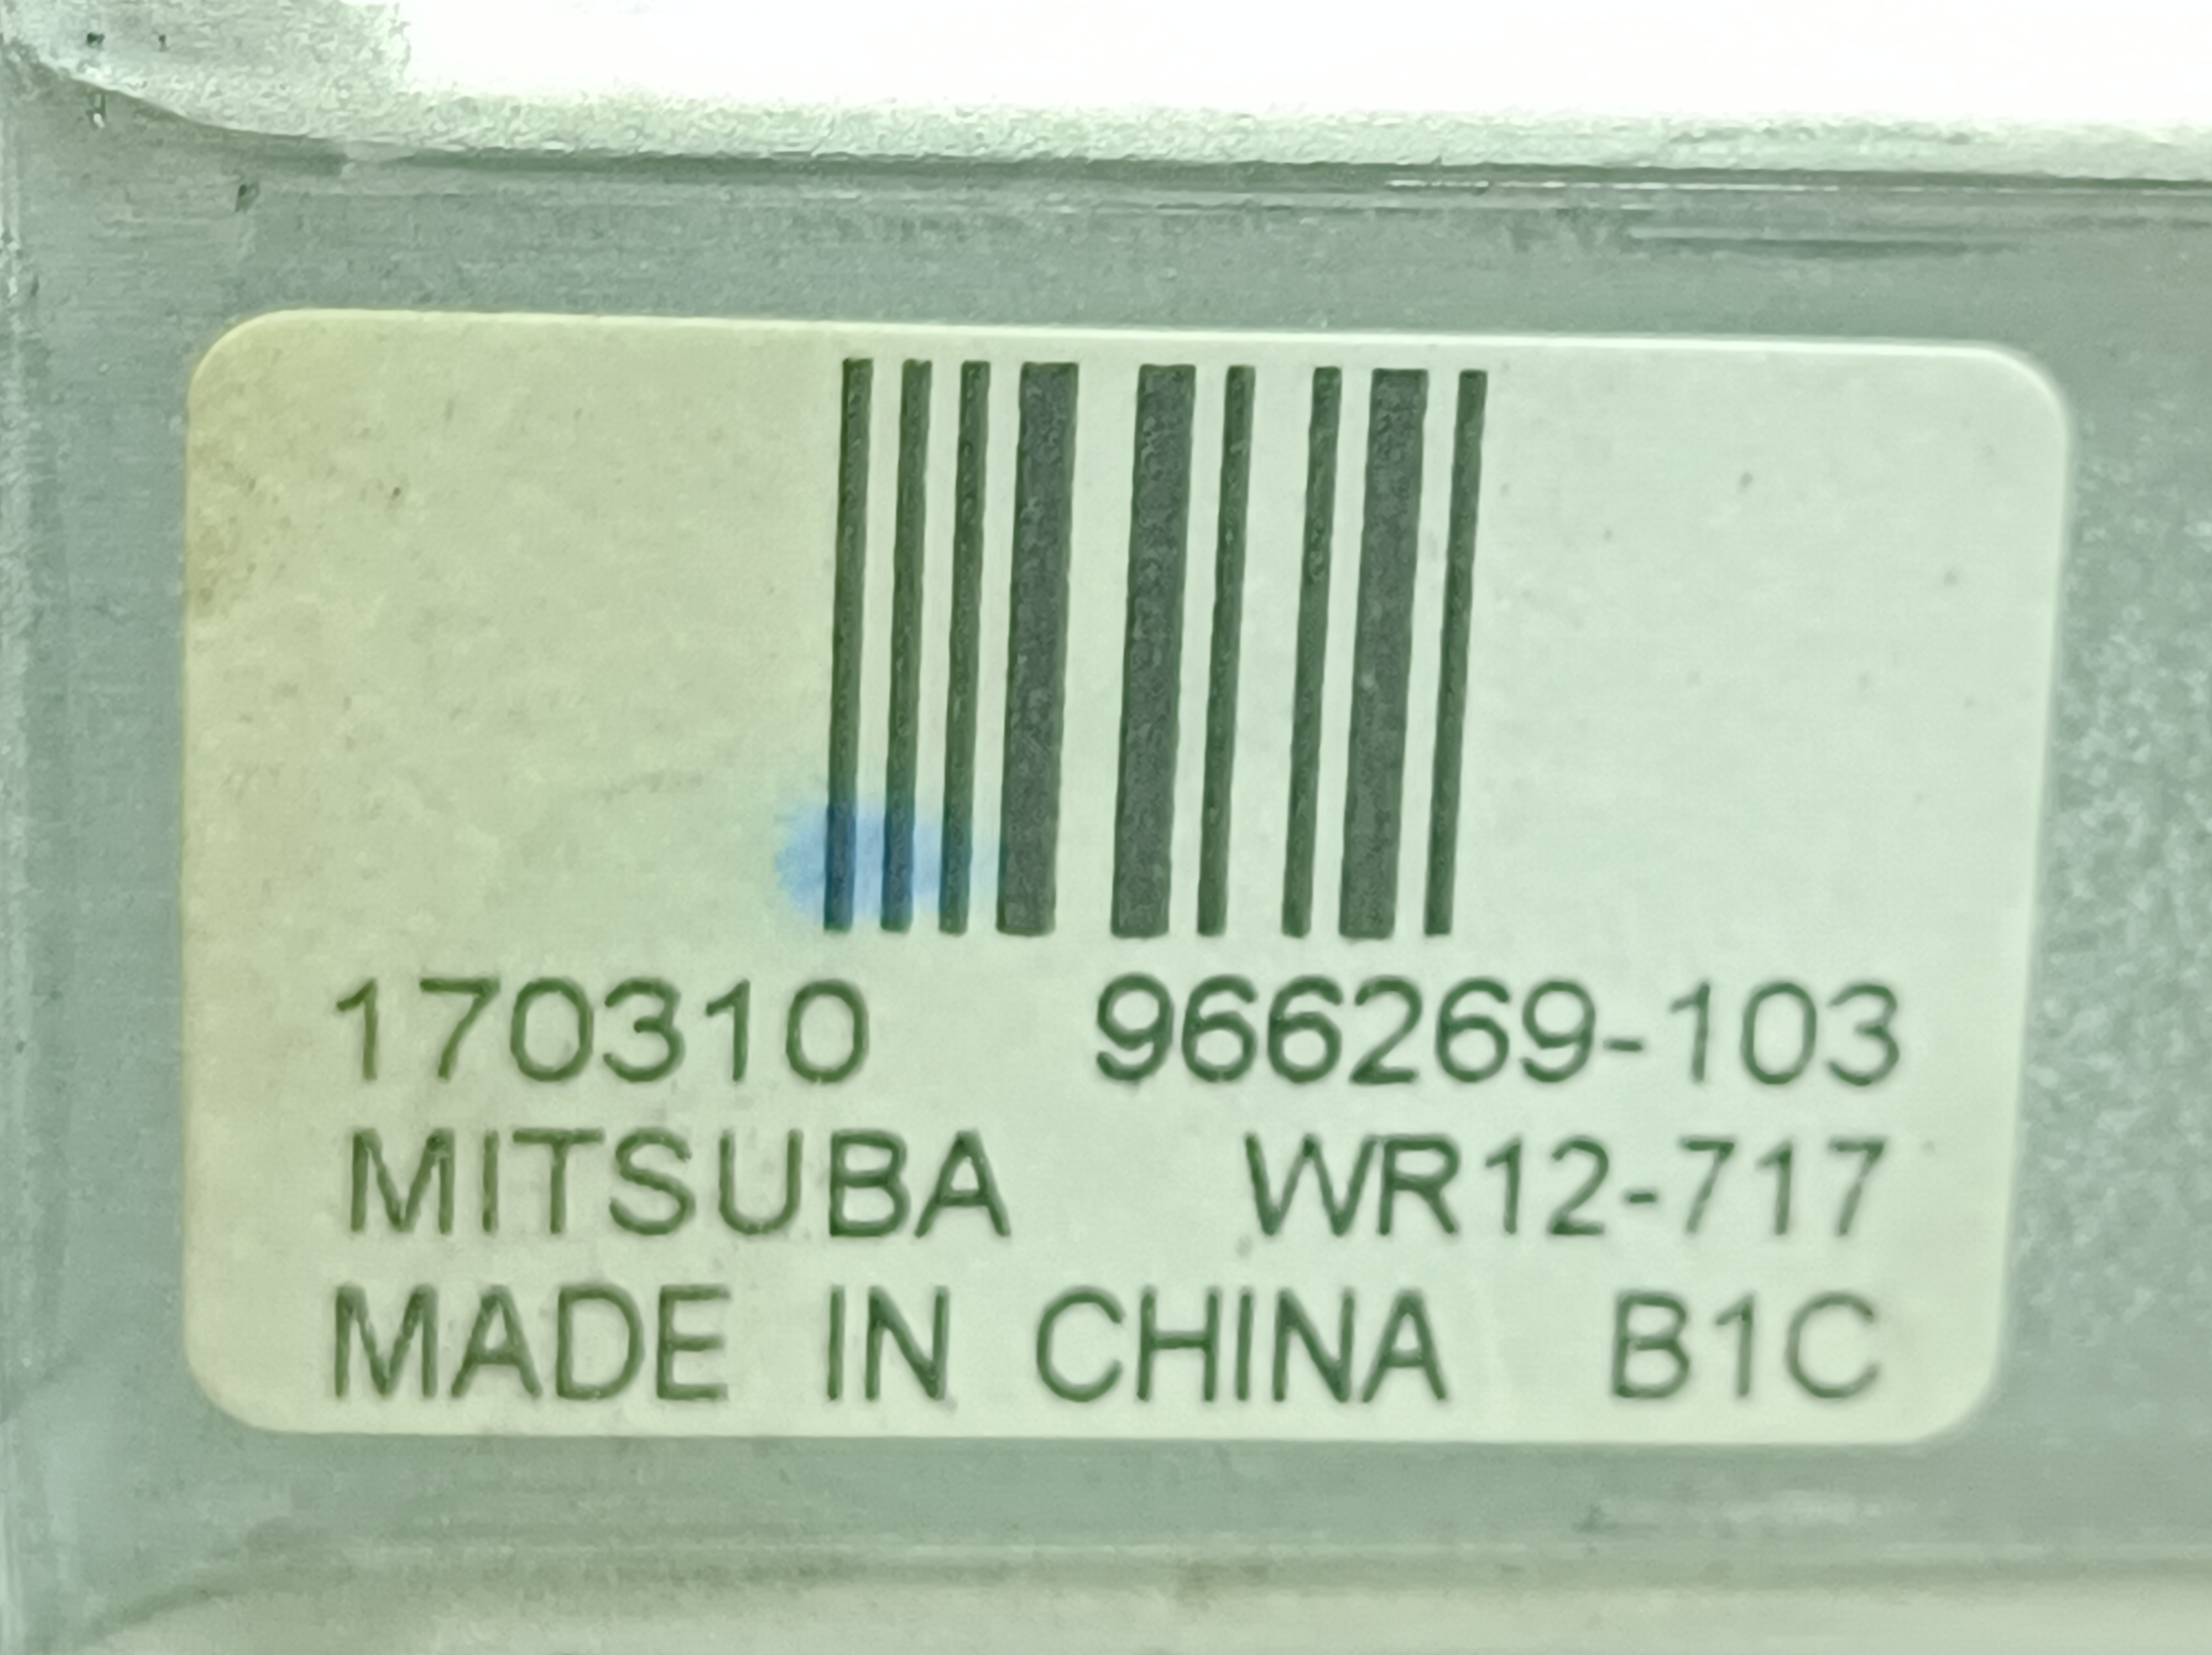 170310 966269-103
MITSUBA WR12-717
MADE IN CHINA B1C